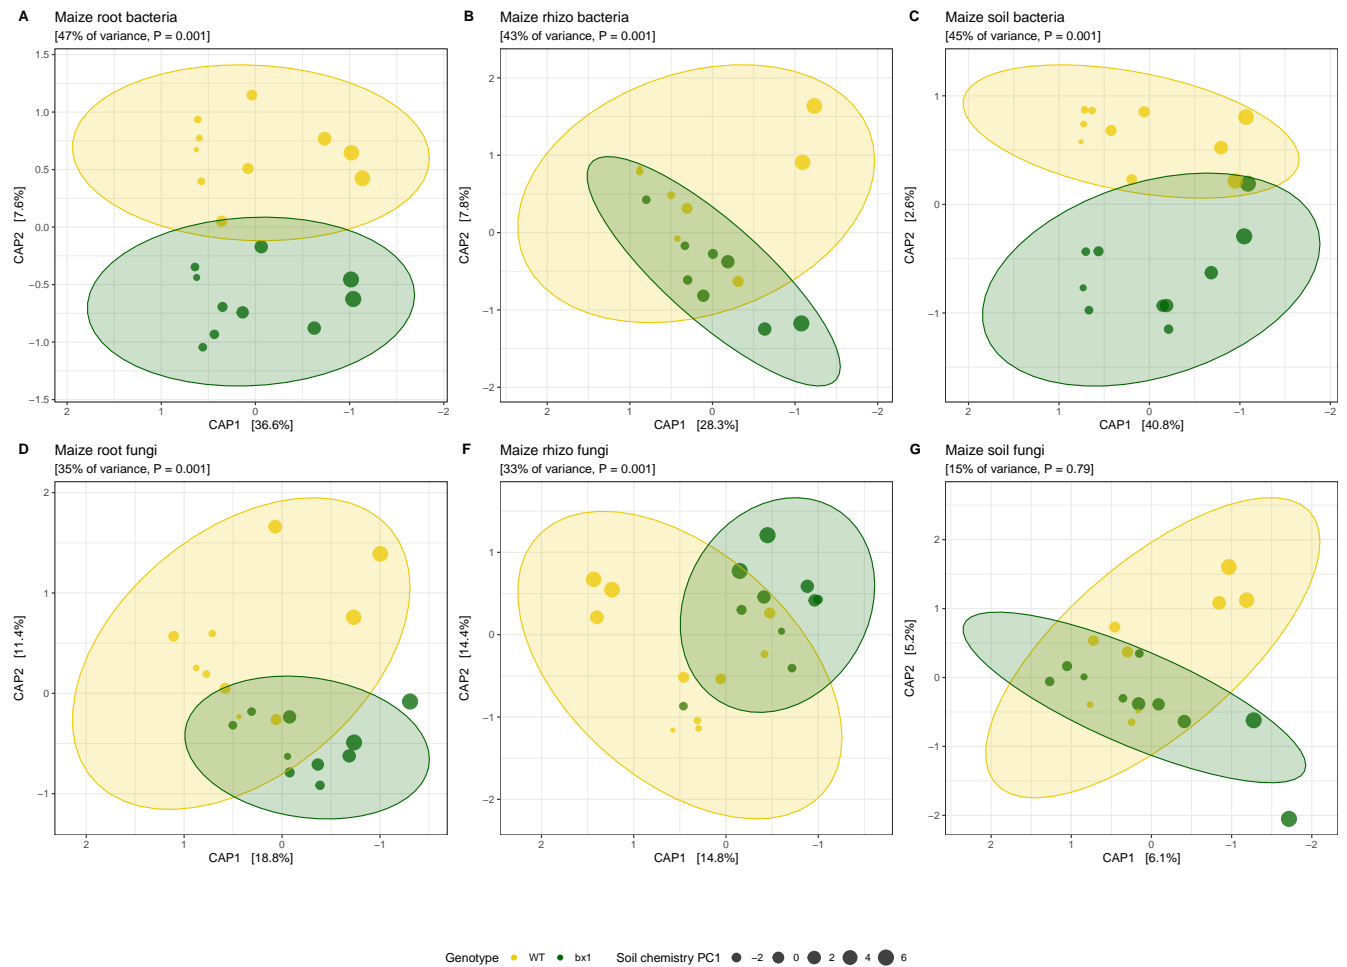 A Maize root bacteria
[47% of variance, P = 0.001]
1.5
1.0
0.5
0.0
−0.5
−1.0
−1.5
CAP2 [7.6%]
2 1 0 −1 −2
CAP1 [36.6%]
B Maize rhizo bacteria
[43% of variance, P = 0.001]
2
1
0
−1
−2
CAP2 [7.8%]
2 1 0 −1 −2
CAP1 [28.3%]
C Maize soil bacteria
[45% of variance, P = 0.001]
1
0
−1
CAP2 [2.6%]
2 1 0 −1 −2
CAP1 [40.8%]
D Maize root fungi
[35% of variance, P = 0.001]
2
1
0
−1
CAP2 [11.4%]
2 1 0 −1
CAP1 [18.8%]
F Maize rhizo fungi
[33% of variance, P = 0.001]
1
0
−1
−2
CAP2 [14.4%]
2 1 0 −1
CAP1 [14.8%]
G Maize soil fungi
[15% of variance, P = 0.79]
2
1
0
−1
−2
CAP2 [5.2%]
2 1 0 −1 −2
CAP1 [6.1%]
Genotype WT bx1 Soil chemistry PC1 −2 0 2 4 6